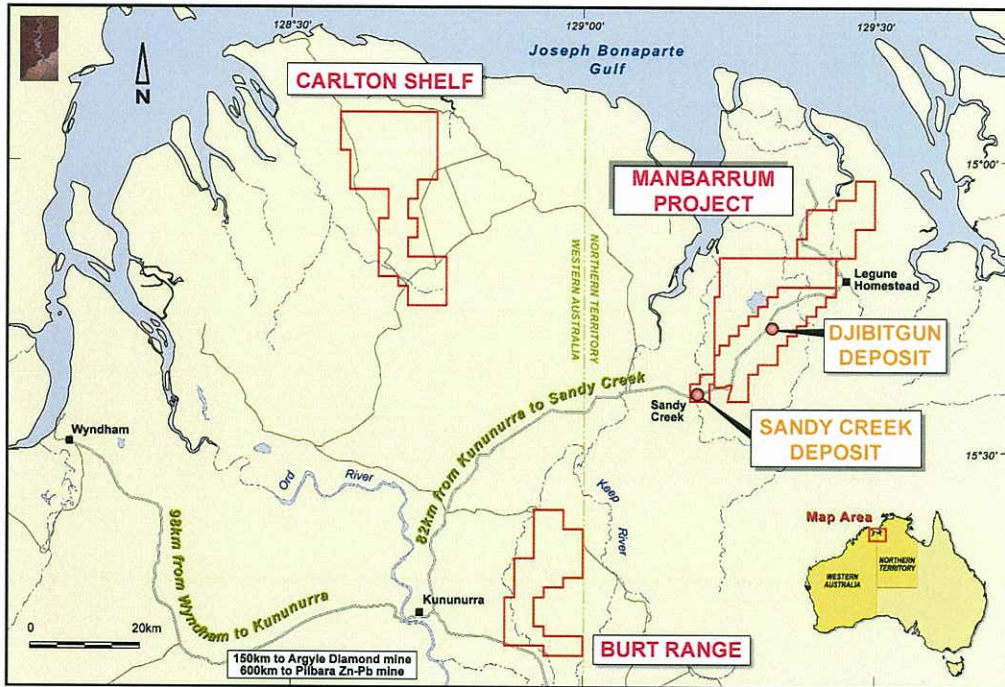 128°30'
129°00'
129°30'
Joseph Bonaparte
Gulf
N
CARLTON SHELF
15°00'
MANBARRUM
PROJECT
NORTHERN TERRITORY
WESTERN AUSTRALIA
Legune
Homestead
DJIBITGUN
DEPOSIT
82km from Kununurra to Sandy Creek
Sandy
Creek
SANDY CREEK
DEPOSIT
Wyndham
15°30'
Ord River
Keep
River
98km from Wyndham to Kununurra
Map Area
WESTERN
AUSTRALIA
NORTHERN
TERRITORY
Kununurra
0 20km
150km to Argyle Diamond mine
600km to Pilbara Zn-Pb mine
BURT RANGE